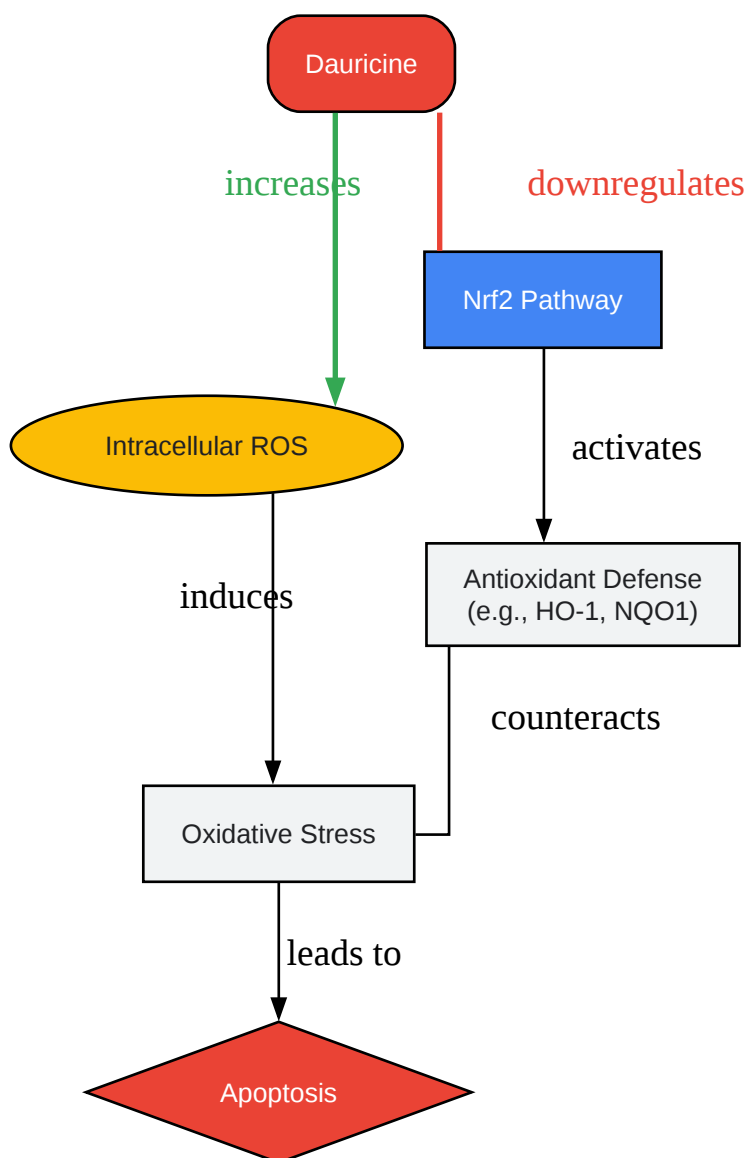 Dauricine
increases
downregulates
Nrf2 Pathway
Intracellular ROS
activates
Antioxidant Defense
(e.g., HO-1, NQO1)
induces
counteracts
Oxidative Stress
leads to
Apoptosis